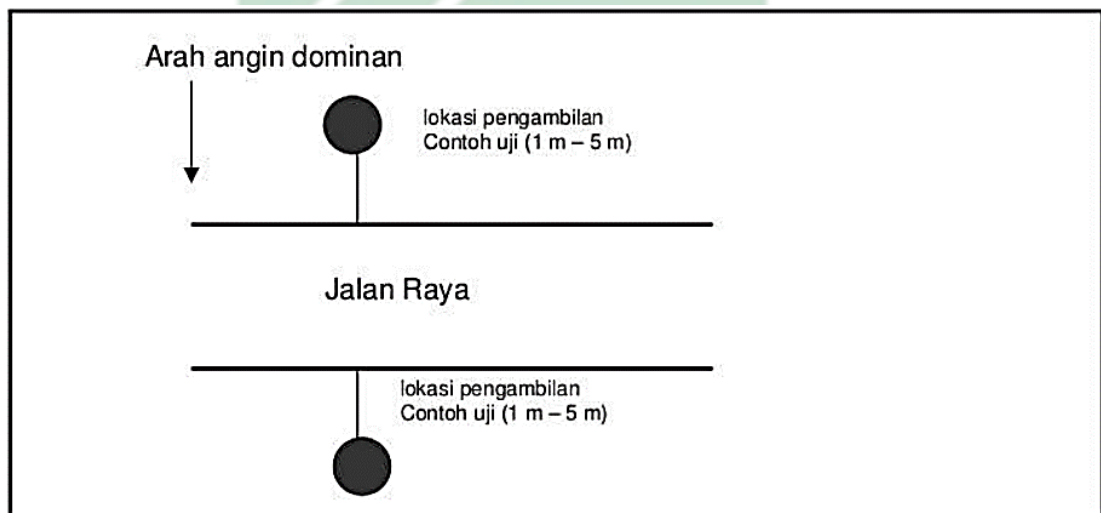 Arah angin dominan
lokasi pengambilan
Contoh uji (1 m – 5 m)
Jalan Raya
lokasi pengambilan
Contoh uji (1 m – 5 m)